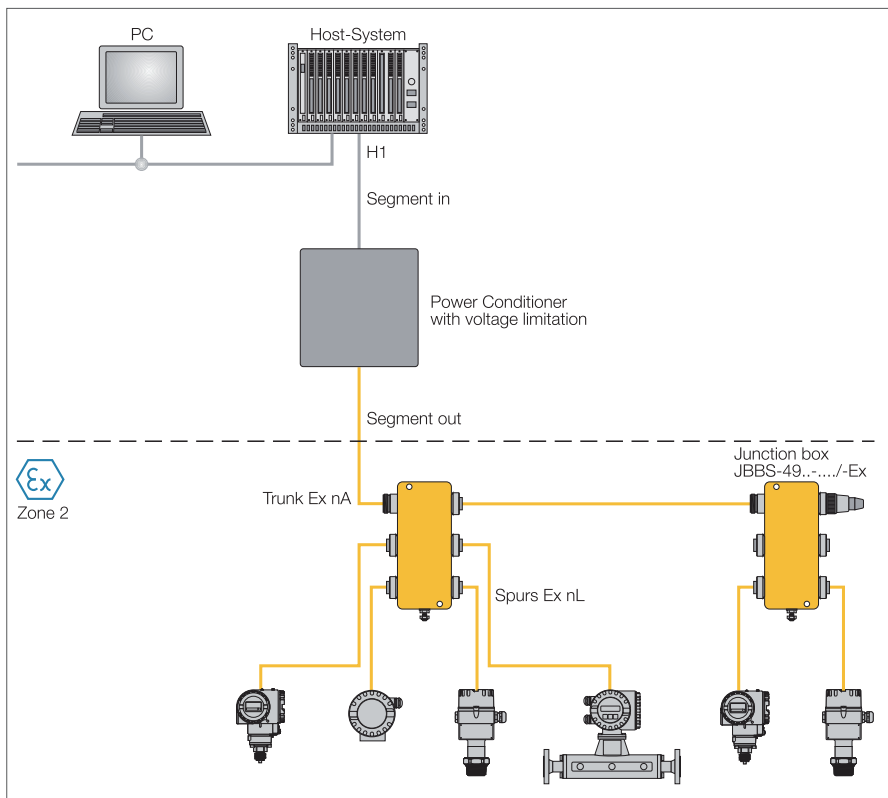 PC
Host-System
H1
Segment in
Power Conditioner
with voltage limitation
Segment out
Junction box
JBBS-49..-..../-Ex
Ex
Zone 2
Trunk Ex nA
Spurs Ex nL